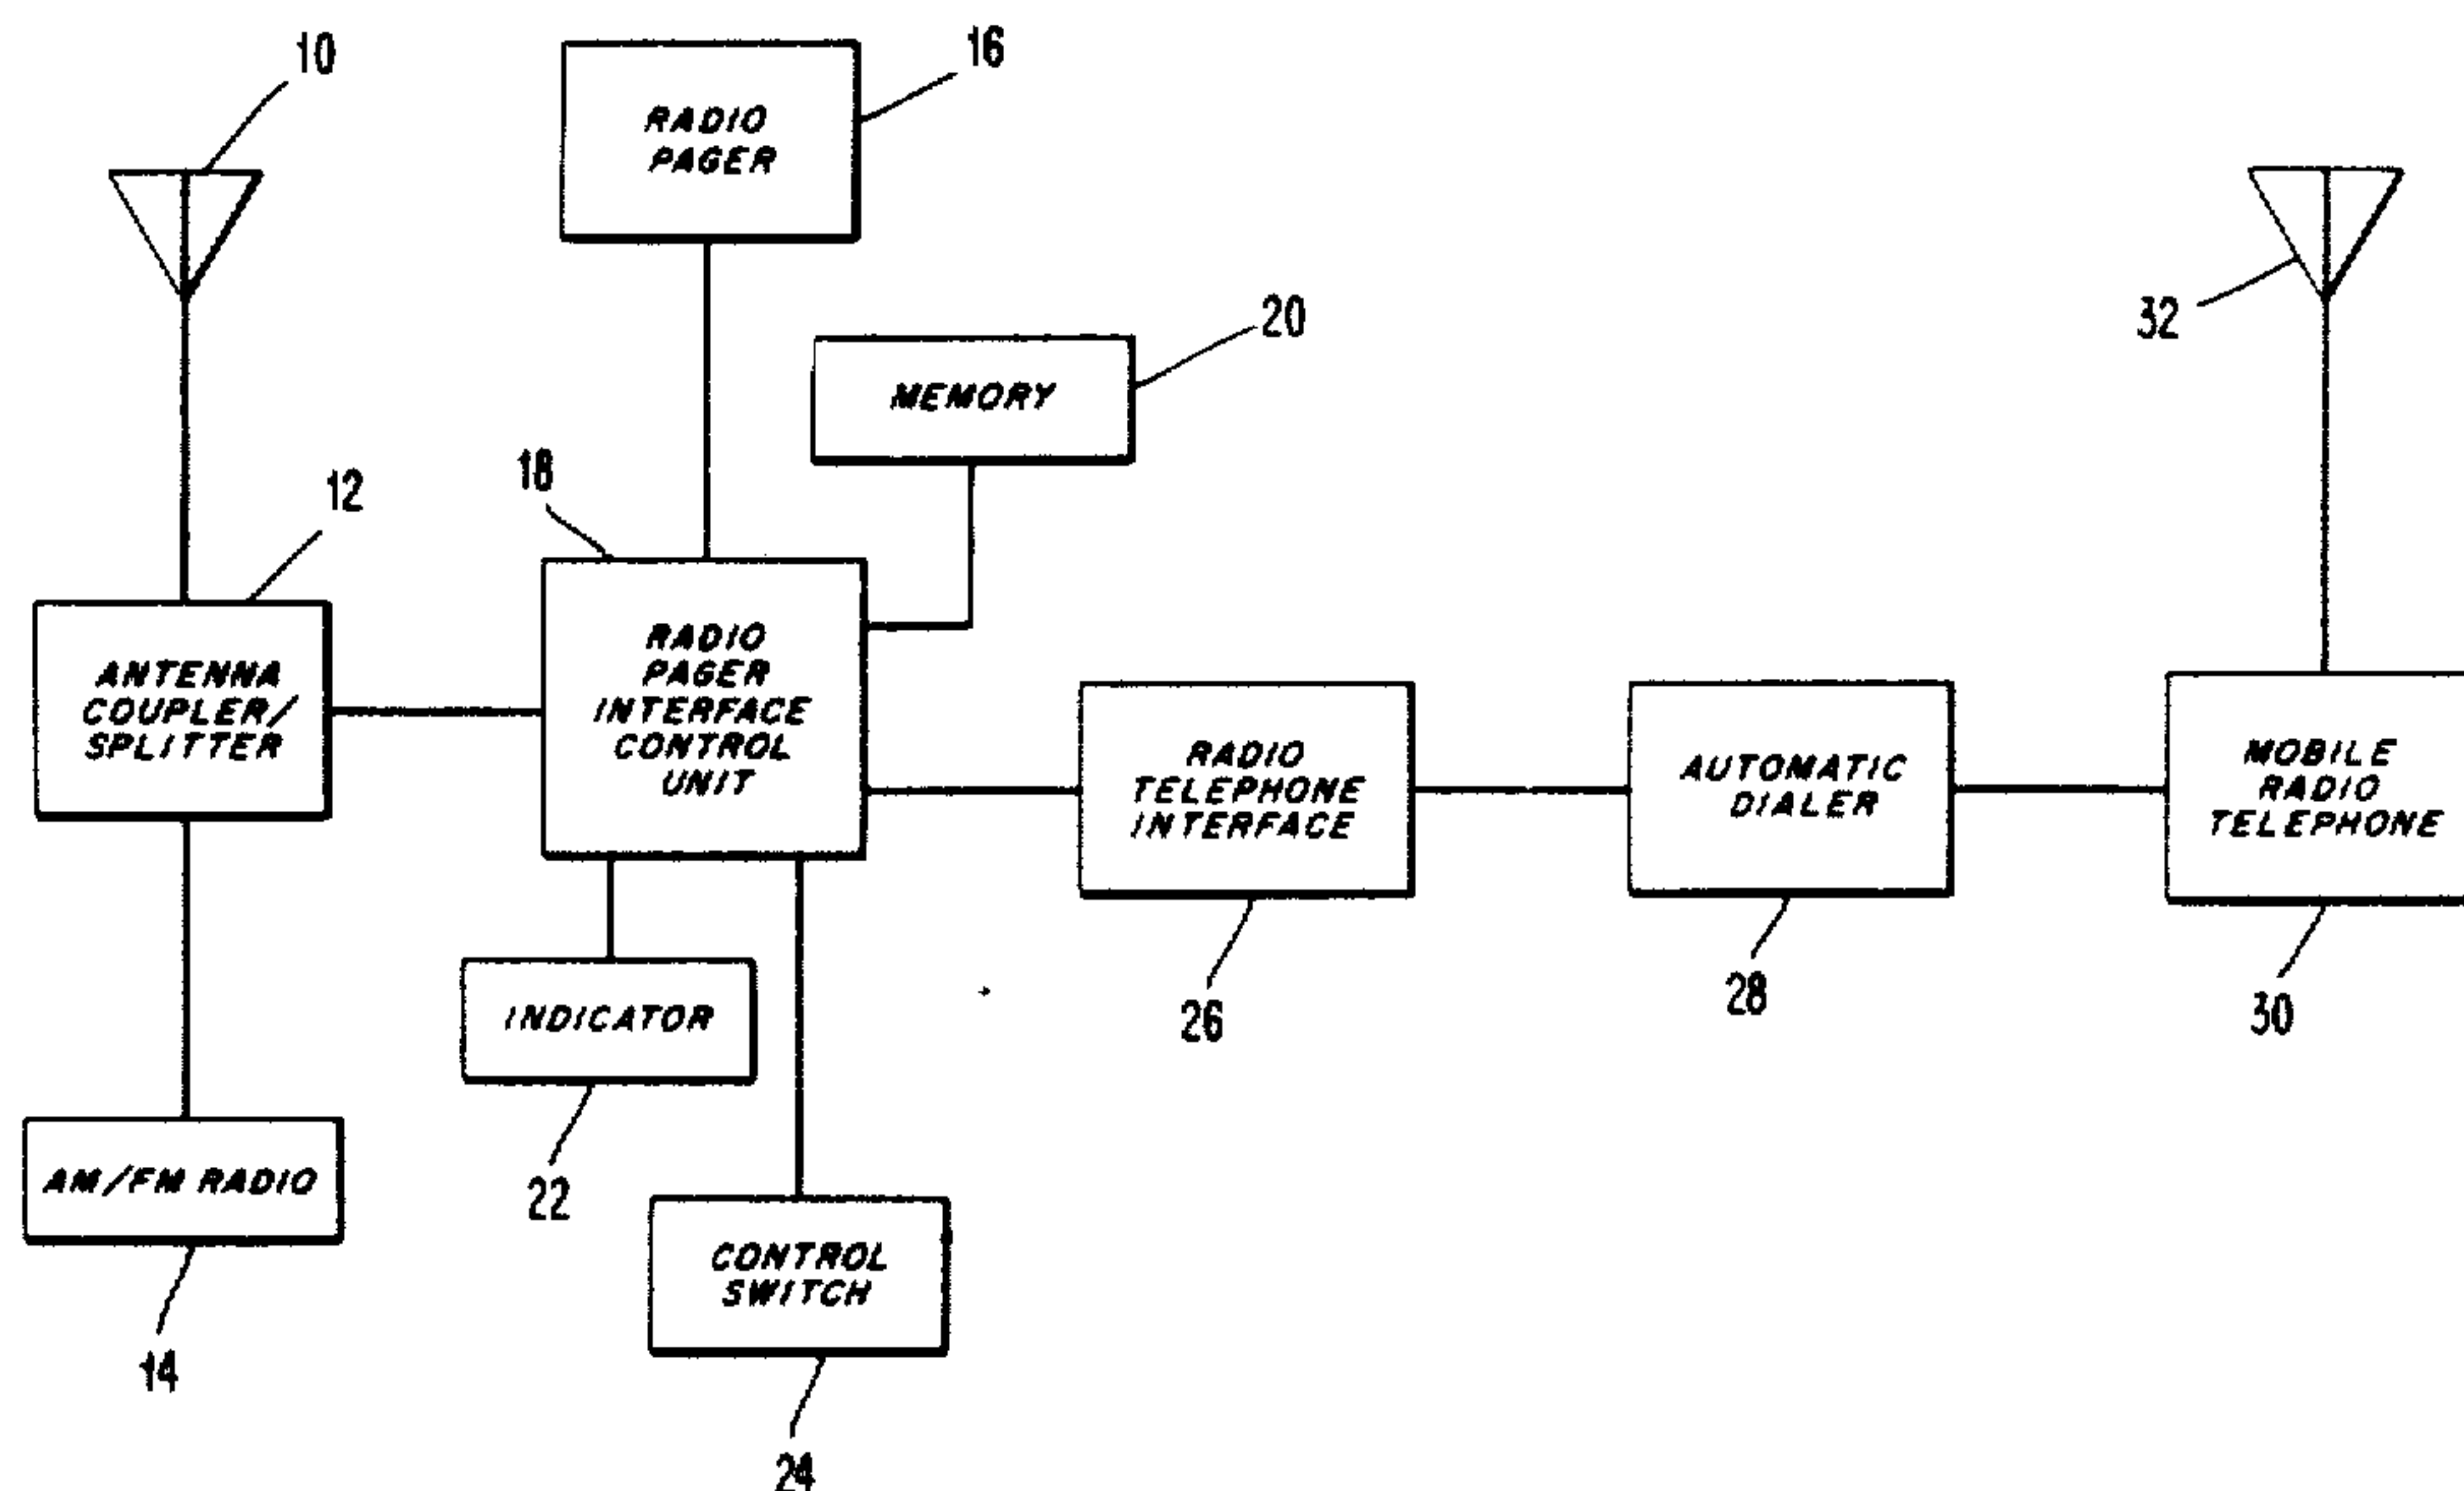 10
16
RADIO
PAGER
32
20
MEMORY
18
12
ANTENNA
COUPLER/
SPLITTER
RADIO
PAGER
INTERFACE
CONTROL
UNIT
RADIO
TELEPHONE
INTERFACE
AUTOMATIC
DIALER
MOBILE
RADIO
TELEPHONE
26
28
30
INDICATOR
22
AM/FM RADIO
14
CONTROL
SWITCH
24